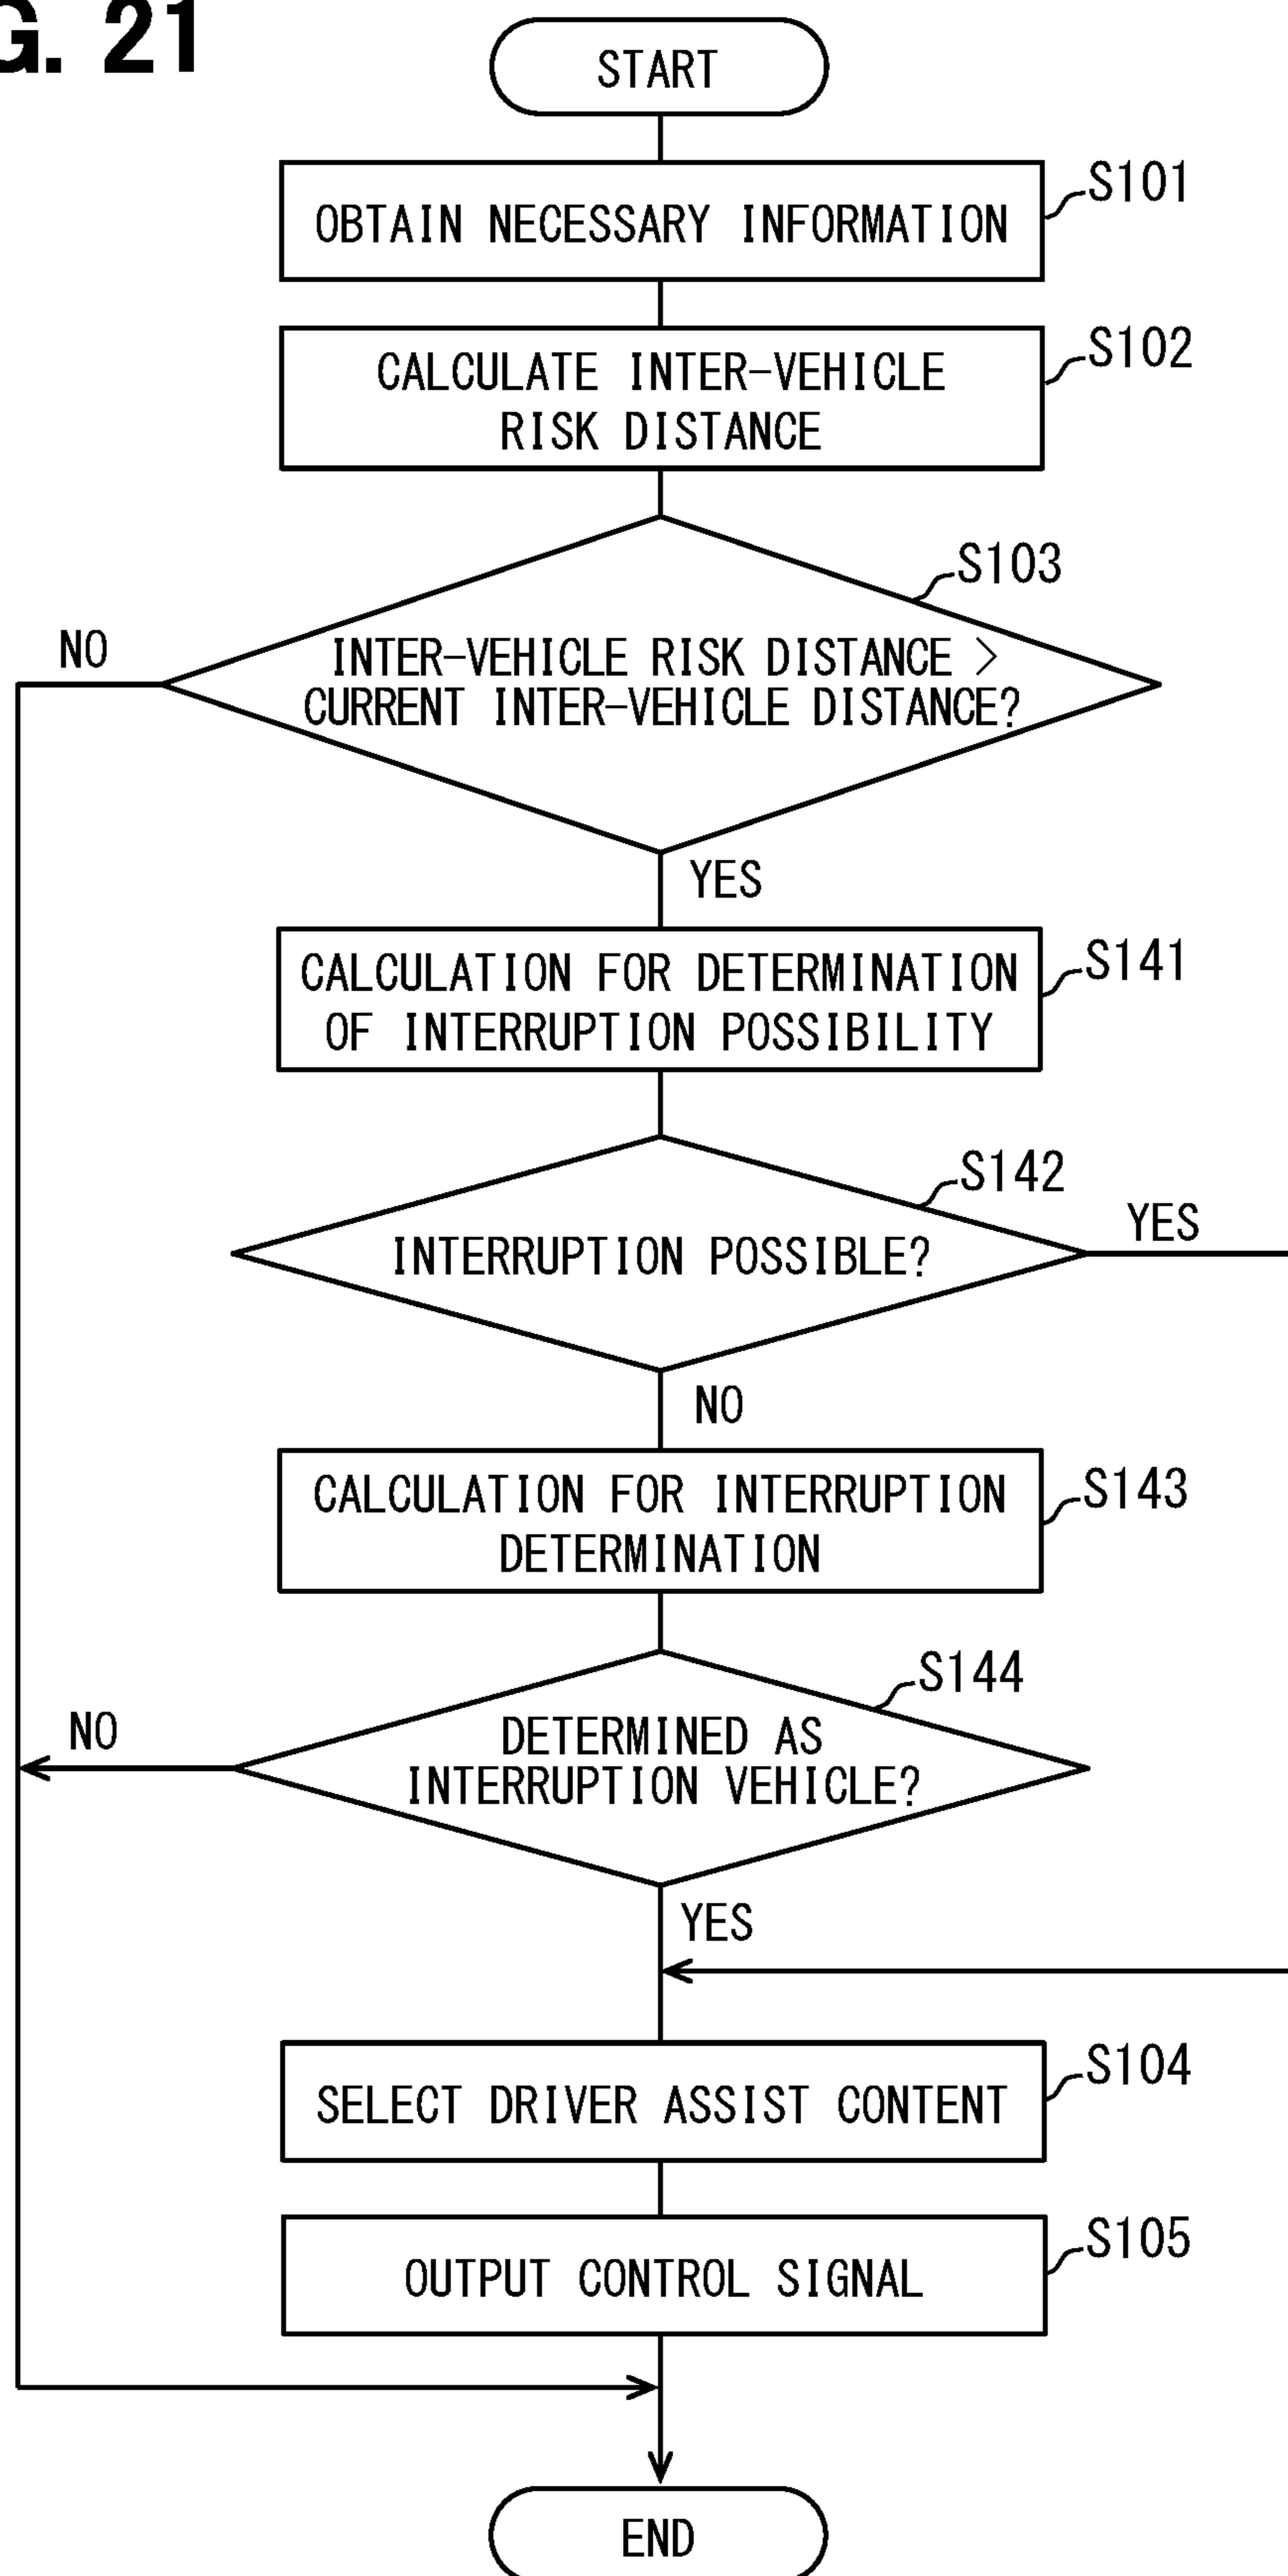 G. 21
START
OBTAIN NECESSARY INFORMATION
S101
CALCULATE INTER-VEHICLE
RISK DISTANCE
S102
S103
INTER-VEHICLE RISK DISTANCE >
CURRENT INTER-VEHICLE DISTANCE?
NO
YES
CALCULATION FOR DETERMINATION
OF INTERRUPTION POSSIBILITY
S141
S142
INTERRUPTION POSSIBLE?
YES
NO
CALCULATION FOR INTERRUPTION
DETERMINATION
S143
S144
DETERMINED AS
INTERRUPTION VEHICLE?
NO
YES
SELECT DRIVER ASSIST CONTENT
S104
OUTPUT CONTROL SIGNAL
S105
END